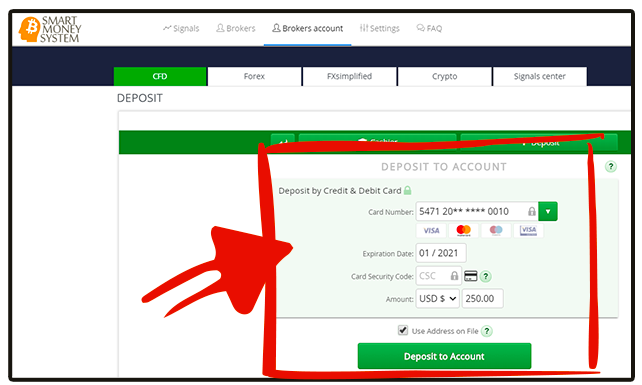 SMART
MONEY
SYSTEM
Signals Brokers Brokers account Settings FAQ
CFD Forex FXsimplified Crypto Signals center
DEPOSIT
Cashier Deposit
DEPOSIT TO ACCOUNT ?
Deposit by Credit & Debit Card
Card Number: 5471 20** **** 0010
VISA VISA
Expiration Date: 01 / 2021
Card Security Code: CSC ?
Amount: USD $ 250.00
Use Address on File ?
Deposit to Account